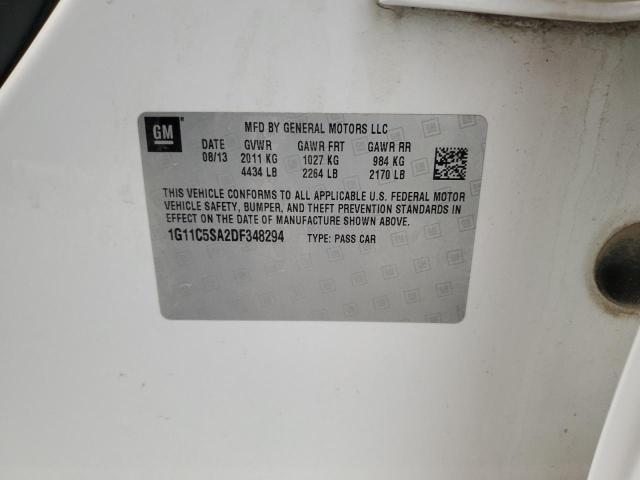 GM MFD BY GENERAL MOTORS LLC
DATE GVWR GAWR FRT GAWR RR
08/13 2011 KG 1027 KG 984 KG
4434 LB 2264 LB 2170 LB
THIS VEHICLE CONFORMS TO ALL APPLICABLE U.S. FEDERAL MOTOR
VEHICLE SAFETY, BUMPER, AND THEFT PREVENTION STANDARDS IN
EFFECT ON THE DATE OF MANUFACTURE SHOWN ABOVE.
1G11C5SA2DF348294 TYPE: PASS CAR